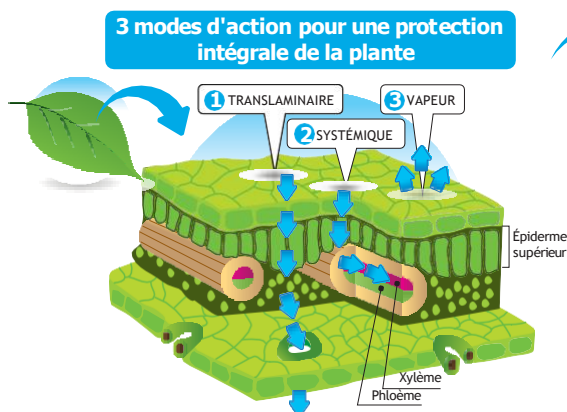 3 modes d'action pour une protection
intégrale de la plante
1 TRANSLAMINAIRE
3 VAPEUR
2 SYSTÉMIQUE
Épiderme
supérieur
Xylème
Phloème